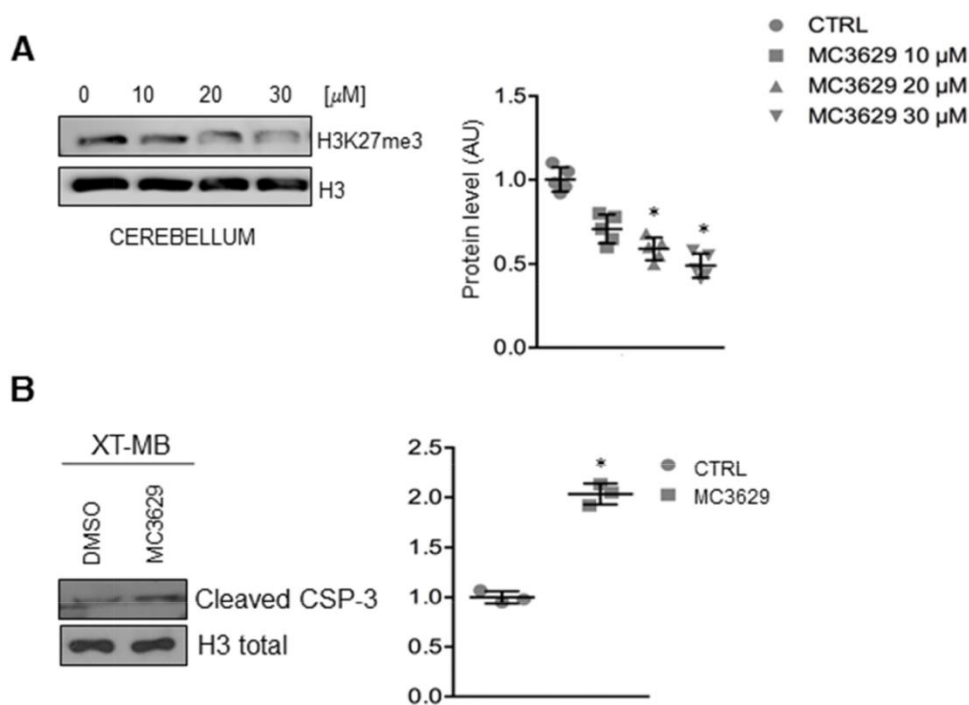 A
0 10 20 30 [µM]
H3K27me3
H3
CEREBELLUM
Protein level (AU)
1.5
1.0
0.5
0.0
*
*
CTRL
MC3629 10 µM
MC3629 20 µM
MC3629 30 µM
B
XT-MB
DMSO MC3629
Cleaved CSP-3
H3 total
2.5
2.0
1.5
1.0
0.5
0.0
*
CTRL
MC3629